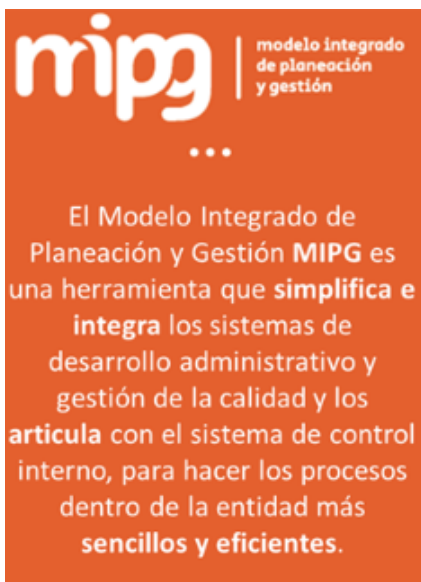 mipg
modelo integrado
de planeación
y gestión
...
El Modelo Integrado de
Planeación y Gestión MIPG es
una herramienta que simplifica e
integra los sistemas de
desarrollo administrativo y
gestión de la calidad y los
articula con el sistema de control
interno, para hacer los procesos
dentro de la entidad más
sencillos y eficientes.